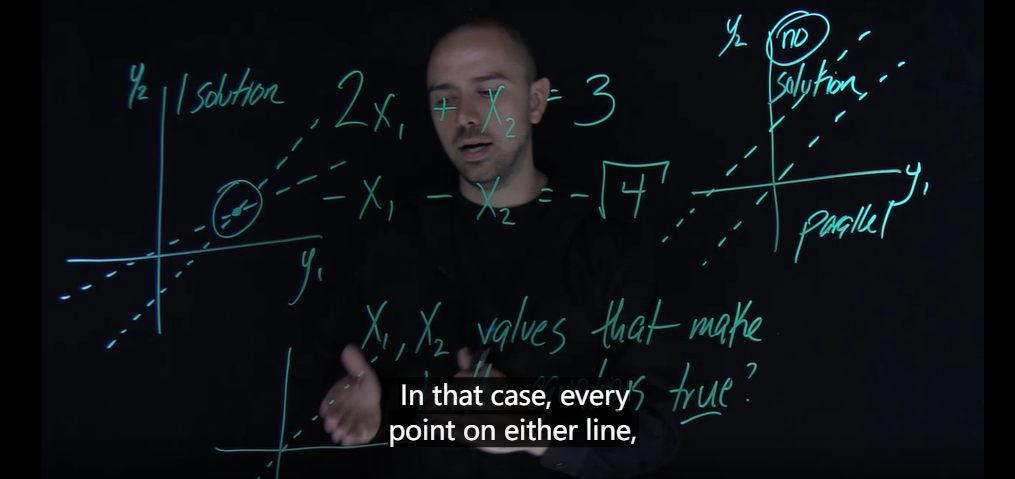 y₂ 1 solution
2x₁ + x₂ = 3
-x₁ - x₂ = -√4
y₁
y₂ no
solution
y₁
parallel
x₁, x₂ values that make
true?
In that case, every
point on either line,